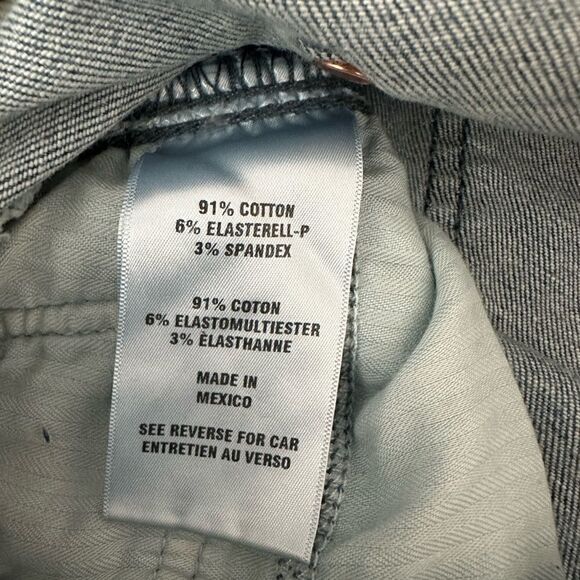 91% COTTON
6% ELASTERELL-P
3% SPANDEX
91% COTON
6% ELASTOMULTIESTER
3% ÈLASTHANNE
MADE IN
MEXICO
SEE REVERSE FOR CAR
ENTRETIEN AU VERSO